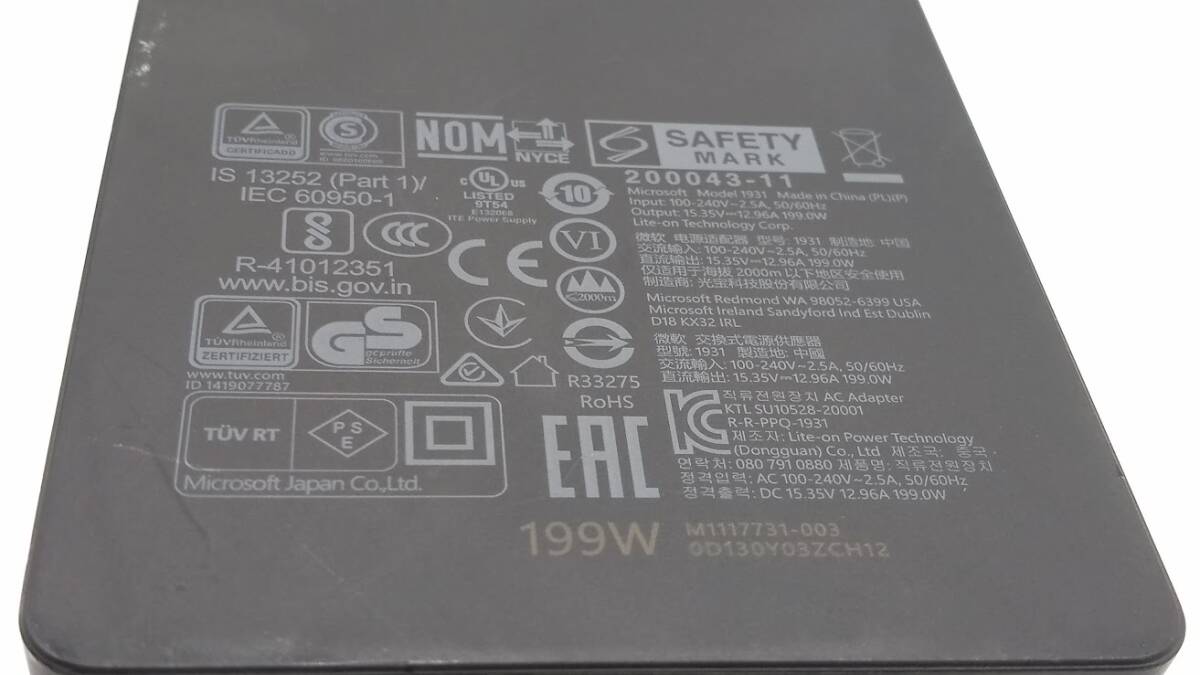 TÜVRheinland
CERTIFICADO
S
www.tuv.com
NOM
NYCE
SAFETY
MARK
200043-11
IS 13252 (Part 1)/
IEC 60950-1
R-41012351
www.bis.gov.in
c UL us
LISTED
9T54
E132068
ITE Power Supply
10
VI
CCC
CE
≤2000m
Microsoft Model 1931 Made in China (PL)(P)
Input: 100-240V~2.5A, 50/60Hz
Output: 15.35V⎓12.96A 199.0W
Lite-on Technology Corp.
微软 电源适配器 型号: 1931 制造地: 中国
交流输入: 100-240V~2.5A, 50/60Hz
直流输出: 15.35V⎓12.96A 199.0W
仅适用于海拔 2000m 以下地区安全使用
制造商: 光宝科技股份有限公司
Microsoft Redmond WA 98052-6399 USA
Microsoft Ireland Sandyford Ind Est Dublin
D18 KX32 IRL
微軟 交換式電源供應器
型號: 1931 製造地: 中國
交流輸入: 100-240V~2.5A, 50/60Hz
直流輸出: 15.35V⎓12.96A 199.0W
TÜVRheinland
ZERTIFIZIERT
GS
geprüfte
Sicherheit
www.tuv.com
ID 1419077787
R33275
RoHS
TÜV RT
PSE
Microsoft Japan Co.,Ltd.
EAC
KC
직류전원장치 AC Adapter
KTL SU10528-20001
R-R-PPQ-1931
제조자: Lite-on Power Technology
(Dongguan) Co., Ltd 제조국: 중국
연락처: 080 791 0880 제품명: 직류전원장치
정격입력: AC 100-240V~2.5A, 50/60Hz
정격출력: DC 15.35V 12.96A 199.0W
199W
M1117731-003
0D130Y03ZCH12